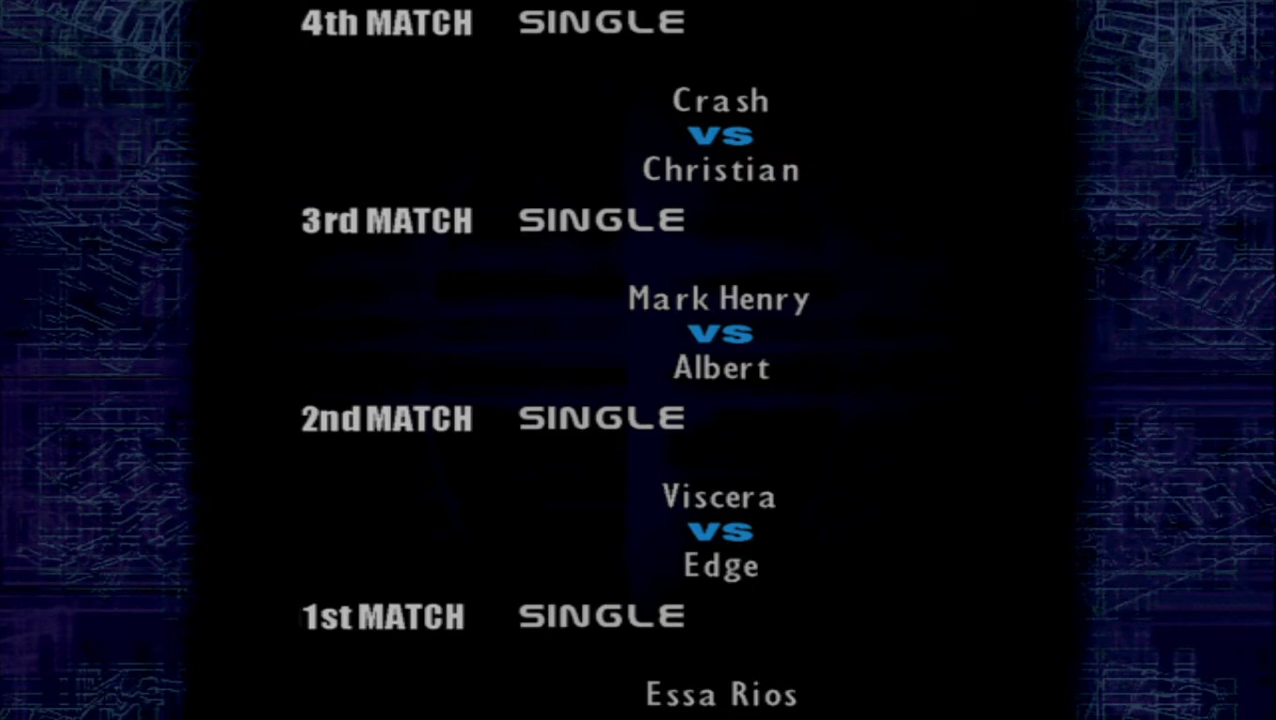 4th MATCH SINGLE
Crash
VS
Christian
3rd MATCH SINGLE
Mark Henry
VS
Albert
2nd MATCH SINGLE
Viscera
VS
Edge
1st MATCH SINGLE
Essa Rios